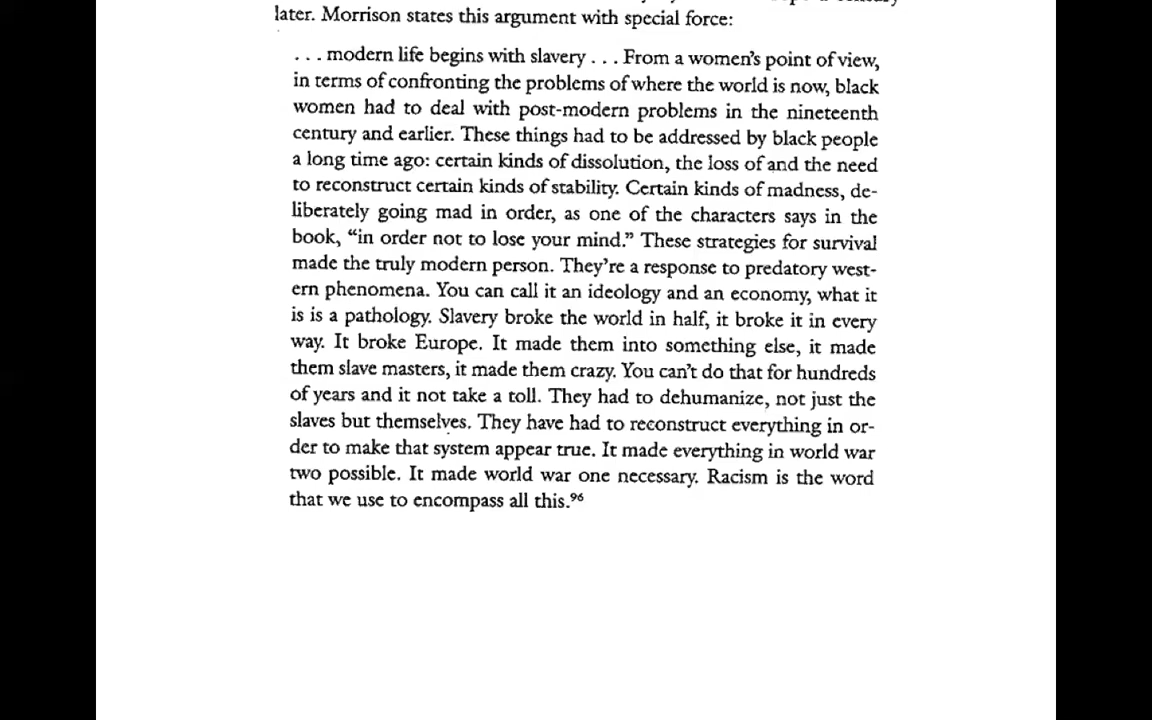 later. Morrison states this argument with special force:
. . . modern life begins with slavery . . . From a women's point of view,
in terms of confronting the problems of where the world is now, black
women had to deal with post-modern problems in the nineteenth
century and earlier. These things had to be addressed by black people
a long time ago: certain kinds of dissolution, the loss of and the need
to reconstruct certain kinds of stability. Certain kinds of madness, de-
liberately going mad in order, as one of the characters says in the
book, “in order not to lose your mind.” These strategies for survival
made the truly modern person. They're a response to predatory west-
ern phenomena. You can call it an ideology and an economy, what it
is is a pathology. Slavery broke the world in half, it broke it in every
way. It broke Europe. It made them into something else, it made
them slave masters, it made them crazy. You can't do that for hundreds
of years and it not take a toll. They had to dehumanize, not just the
slaves but themselves. They have had to reconstruct everything in or-
der to make that system appear true. It made everything in world war
two possible. It made world war one necessary. Racism is the word
that we use to encompass all this.96